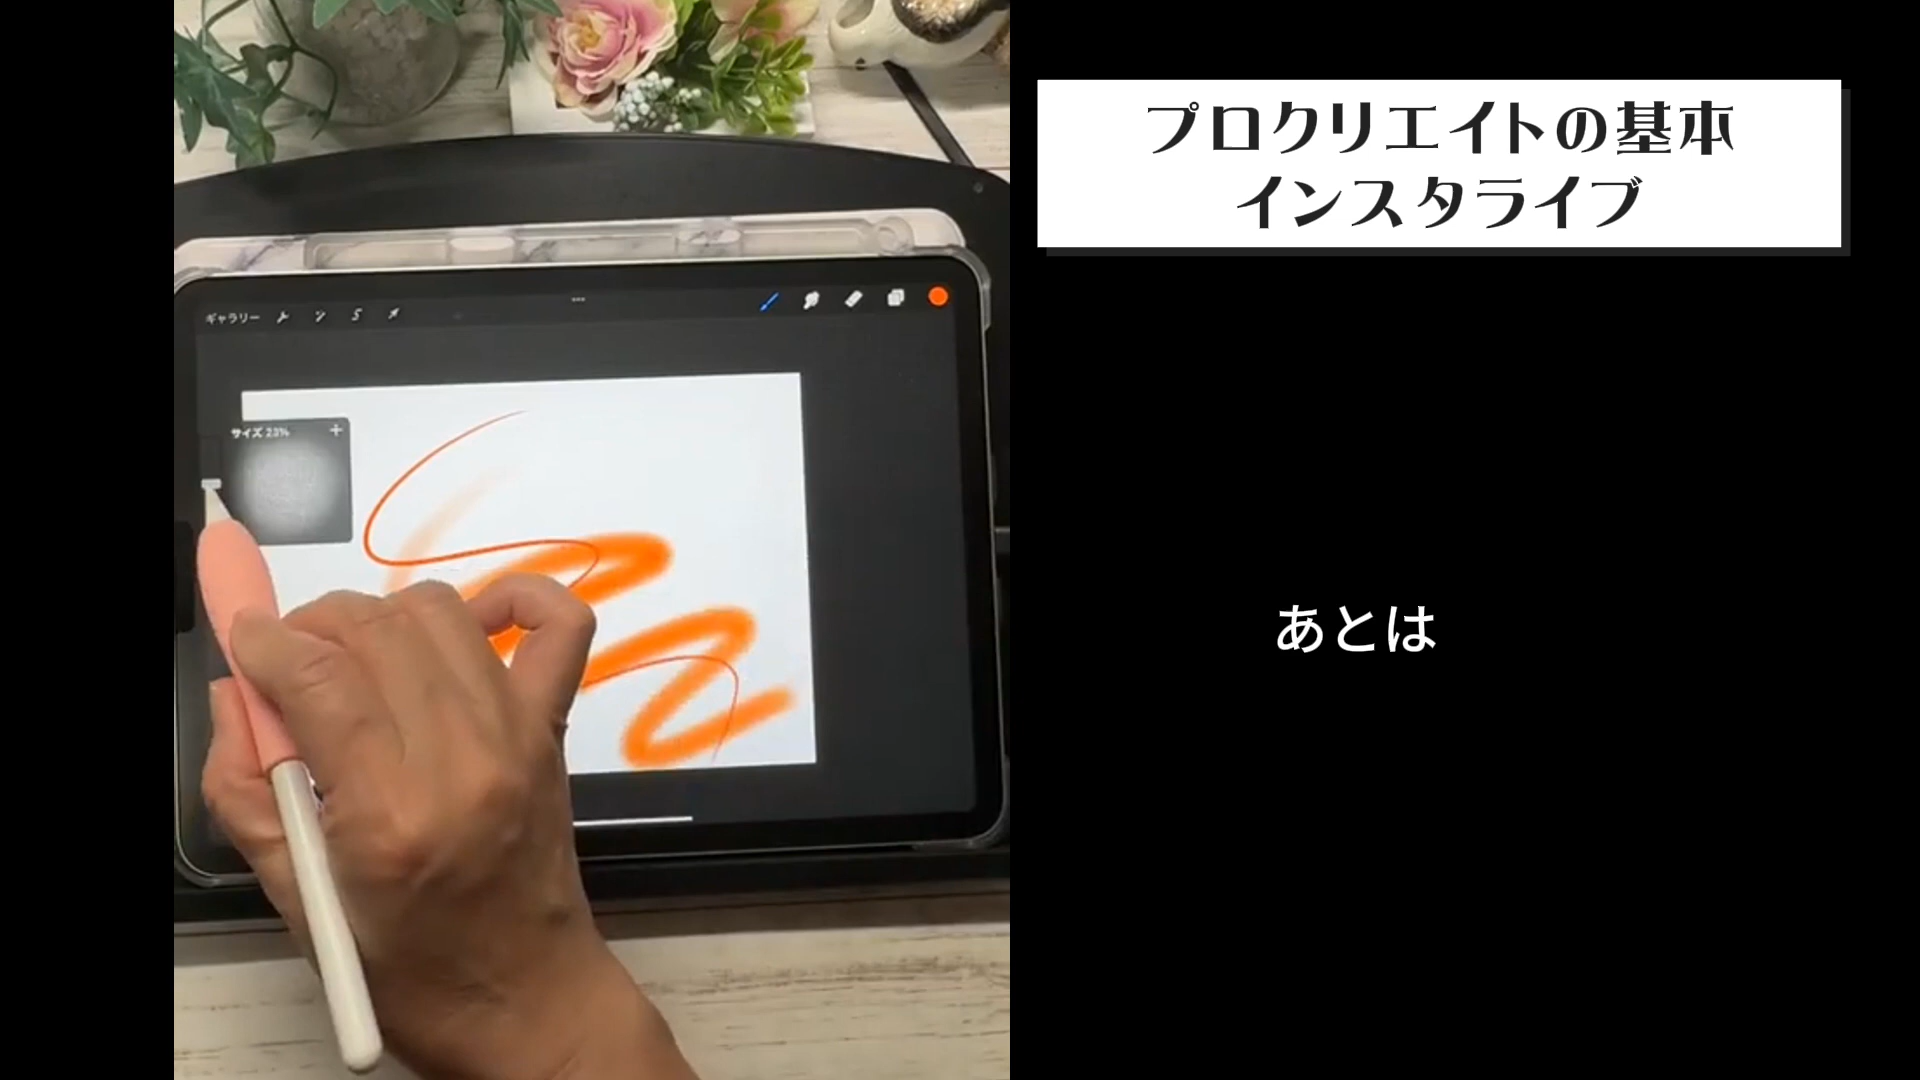 プロクリエイトの基本
インスタライブ
ギャラリー
サイズ 23%
あとは